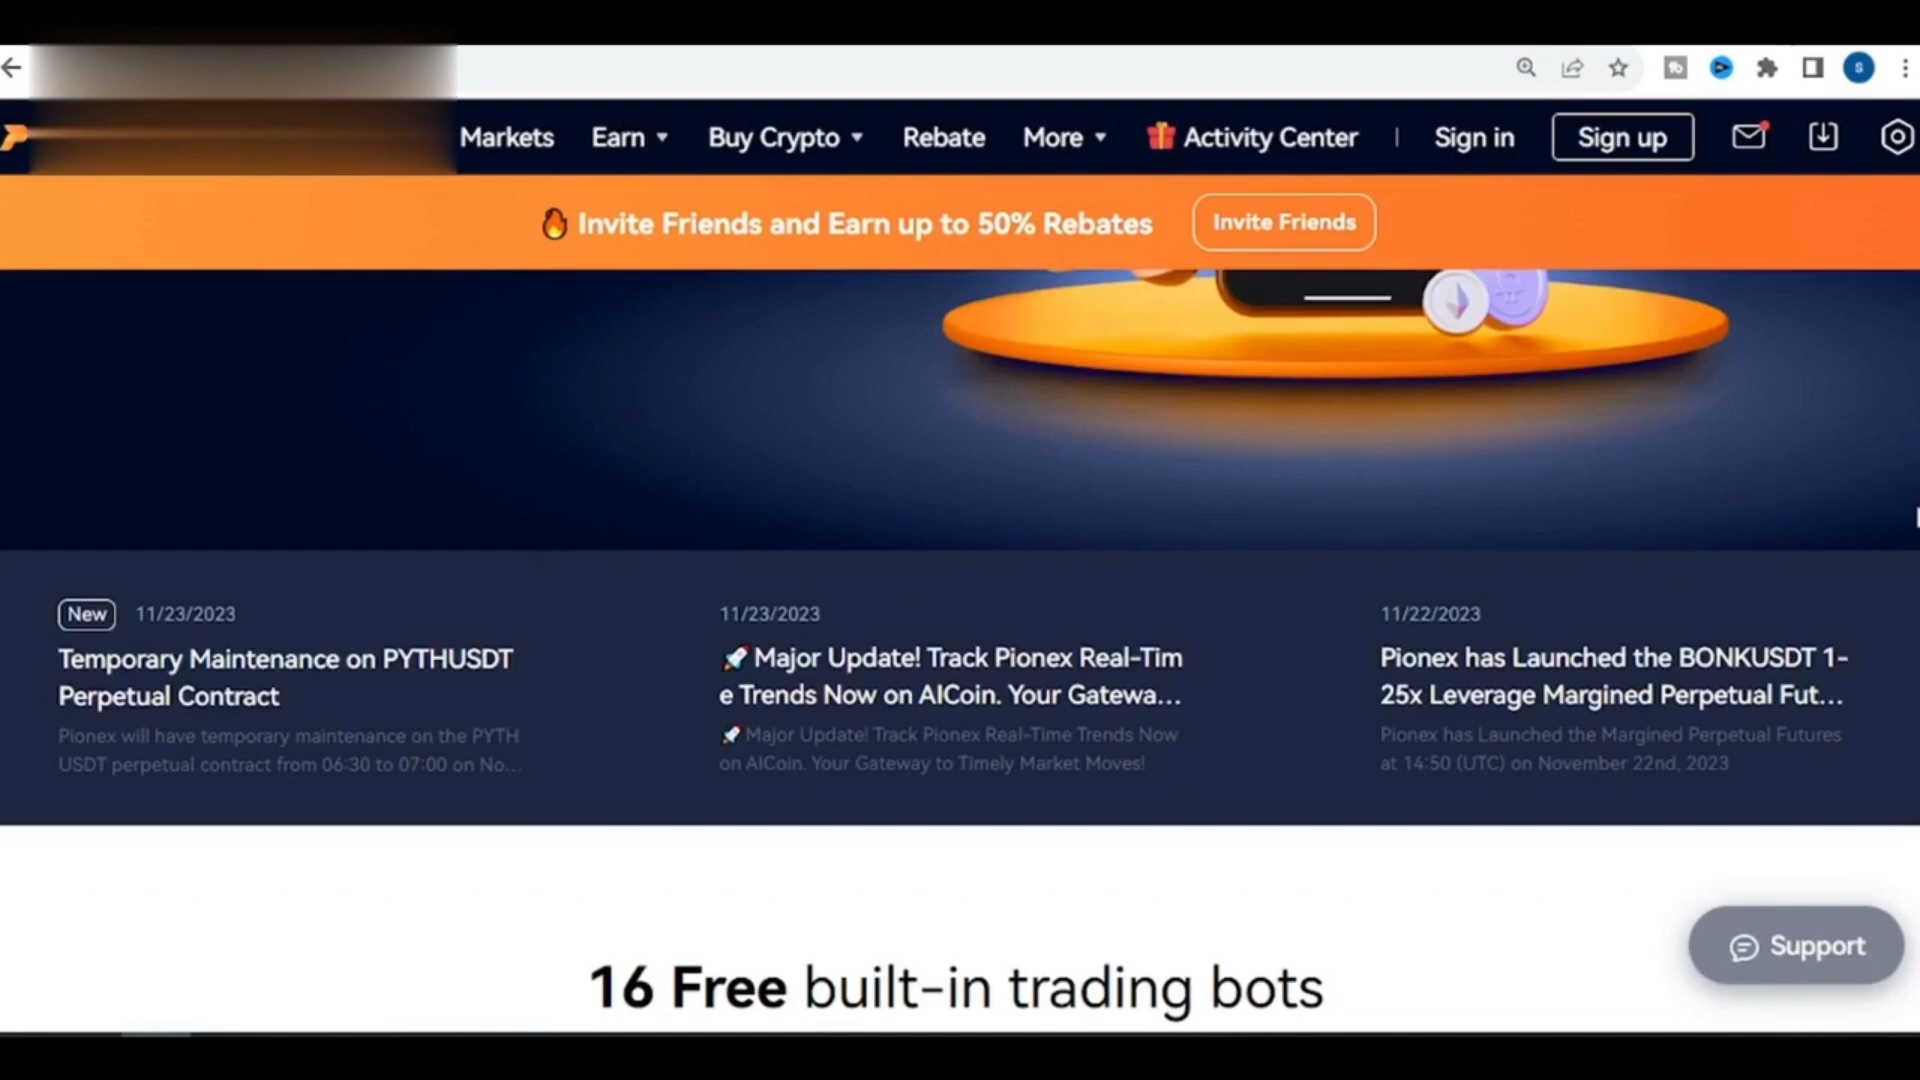 Markets Earn Buy Crypto Rebate More Activity Center | Sign in Sign up
🔥 Invite Friends and Earn up to 50% Rebates Invite Friends
New 11/23/2023
Temporary Maintenance on PYTHUSDT
Perpetual Contract
Pionex will have temporary maintenance on the PYTH
USDT perpetual contract from 06:30 to 07:00 on No...
11/23/2023
🚀 Major Update! Track Pionex Real-Tim
e Trends Now on AICoin. Your Gatewa...
🚀 Major Update! Track Pionex Real-Time Trends Now
on AICoin. Your Gateway to Timely Market Moves!
11/22/2023
Pionex has Launched the BONKUSDT 1-
25x Leverage Margined Perpetual Fut...
Pionex has Launched the Margined Perpetual Futures
at 14:50 (UTC) on November 22nd, 2023
Support
16 Free built-in trading bots